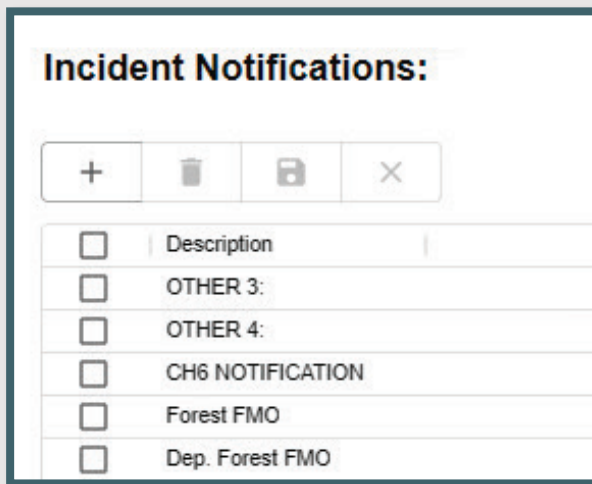 Incident Notifications:
Description
OTHER 3:
OTHER 4:
CH6 NOTIFICATION
Forest FMO
Dep. Forest FMO